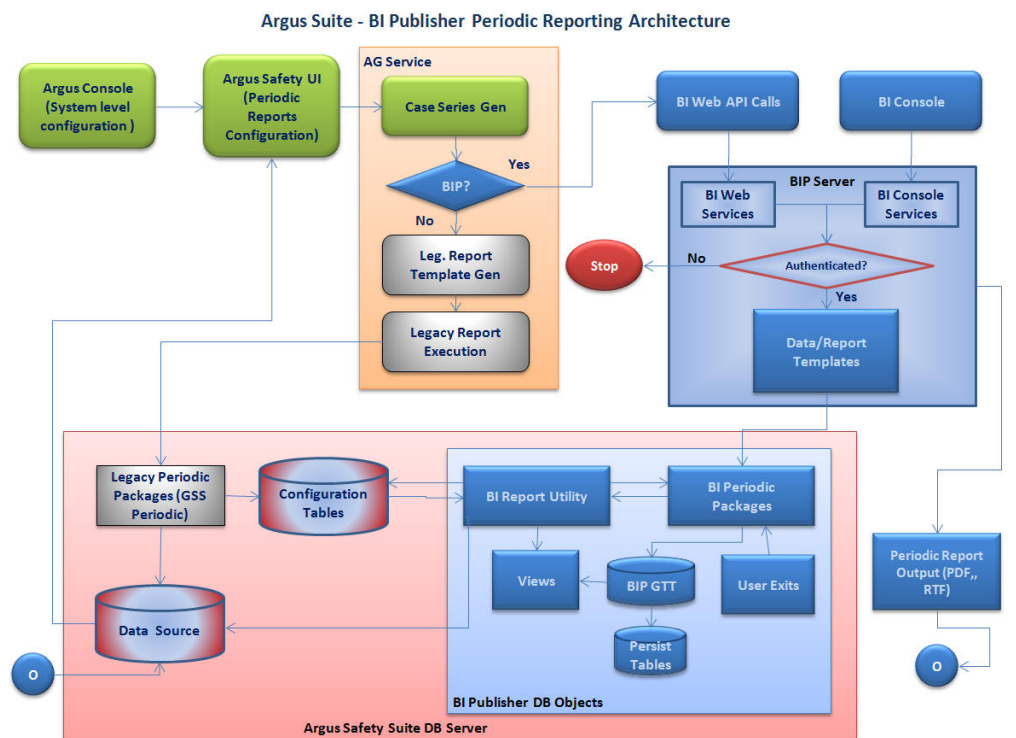 Argus Suite - BI Publisher Periodic Reporting Architecture
Argus Console
(System level
configuration )
Argus Safety UI
(Periodic
Reports
Configuration)
AG Service
Case Series Gen
BIP?
Yes
No
Leg. Report
Template Gen
Legacy Report
Execution
BI Web API Calls
BI Console
BIP Server
BI Web
Services
BI Console
Services
Authenticated?
No
Stop
Yes
Data/Report
Templates
Legacy Periodic
Packages (GSS
Periodic)
Configuration
Tables
BI Report Utility
BI Periodic
Packages
Views
BIP GTT
User Exits
Persist
Tables
Data Source
O
BI Publisher DB Objects
Argus Safety Suite DB Server
Periodic Report
Output (PDF,,
RTF)
O